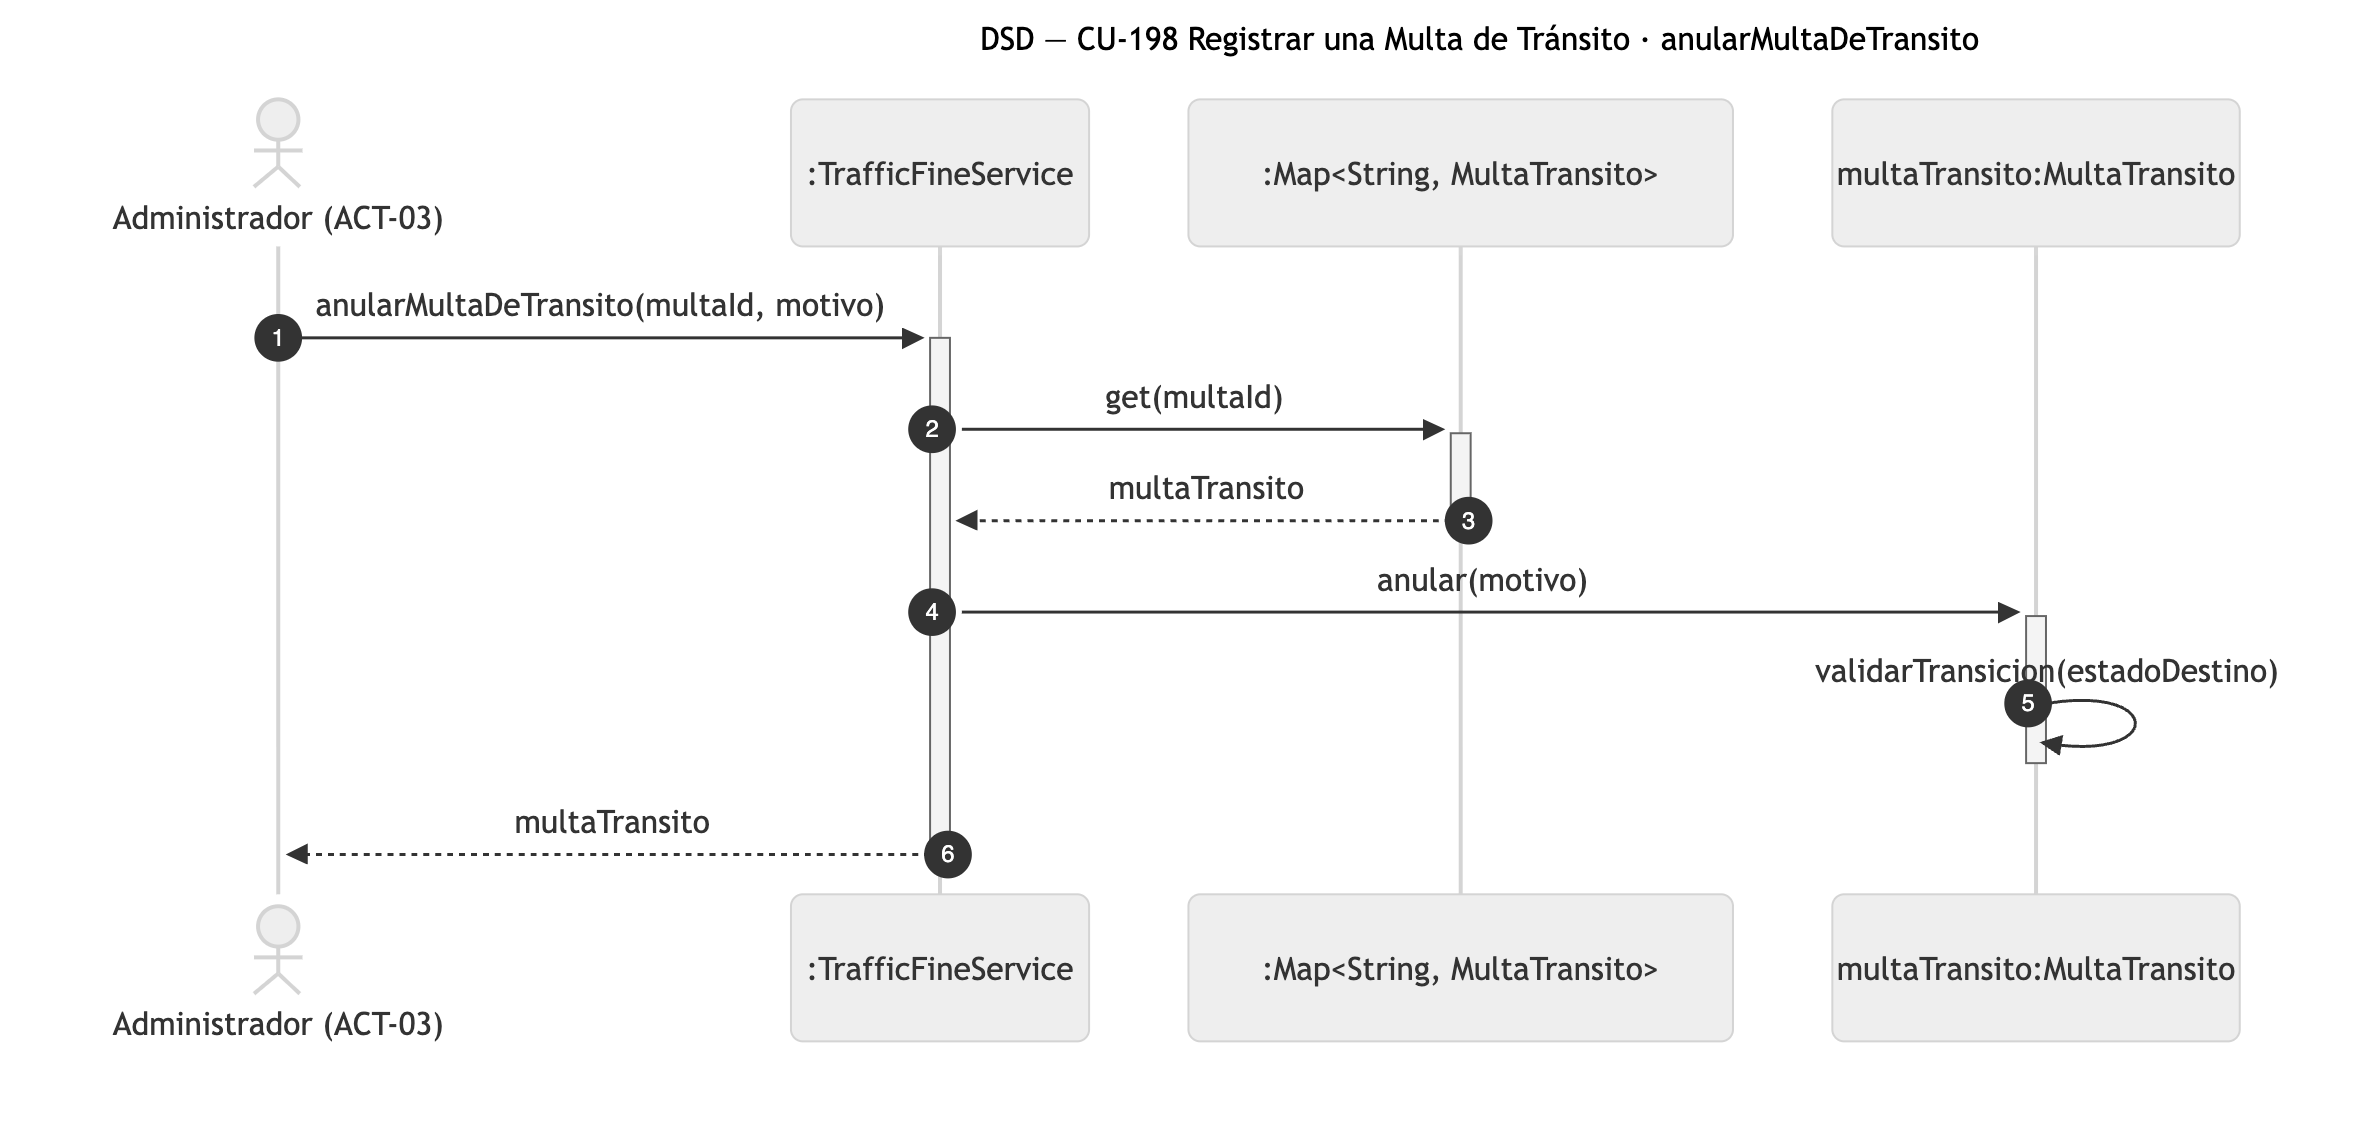 DSD — CU-198 Registrar una Multa de Tránsito · anularMultaDeTransito
Administrador (ACT-03)
:TrafficFineService
:Map<String, MultaTransito>
multaTransito:MultaTransito
anularMultaDeTransito(multaId, motivo)
1
get(multaId)
2
multaTransito
3
anular(motivo)
4
validarTransicion(estadoDestino)
5
multaTransito
6
:TrafficFineService
:Map<String, MultaTransito>
multaTransito:MultaTransito
Administrador (ACT-03)